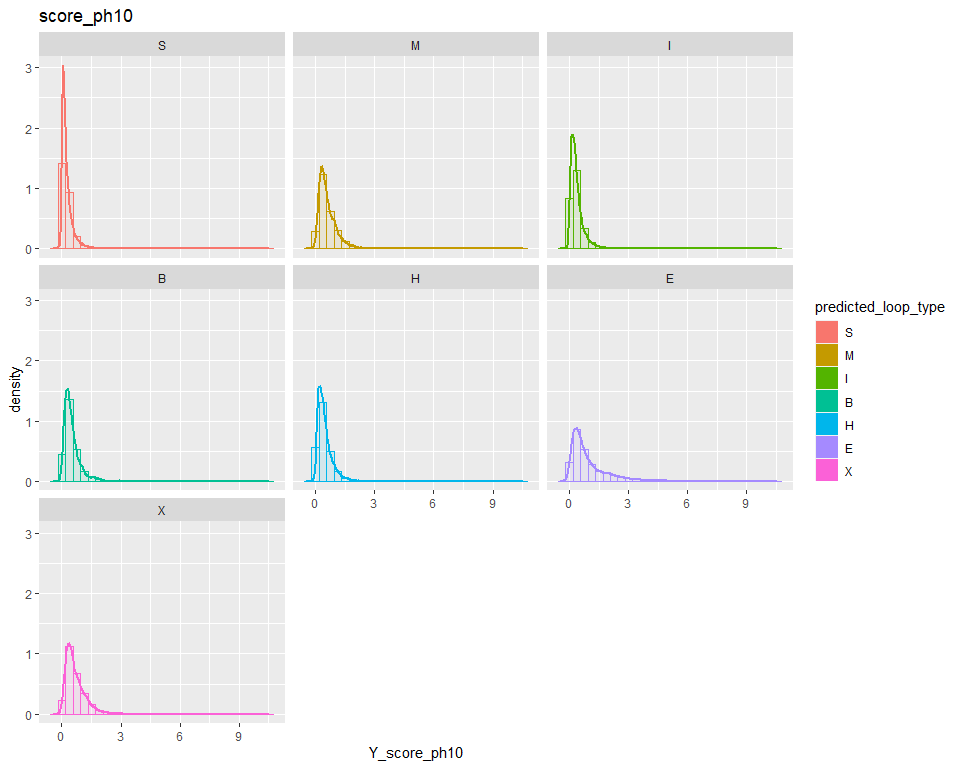 score_ph10
S M I
3
2
1
0
B H E
3
2
1
0
density
0 3 6 9 0 3 6 9
X
3
2
1
0
0 3 6 9
Y_score_ph10
predicted_loop_type
S
M
I
B
H
E
X